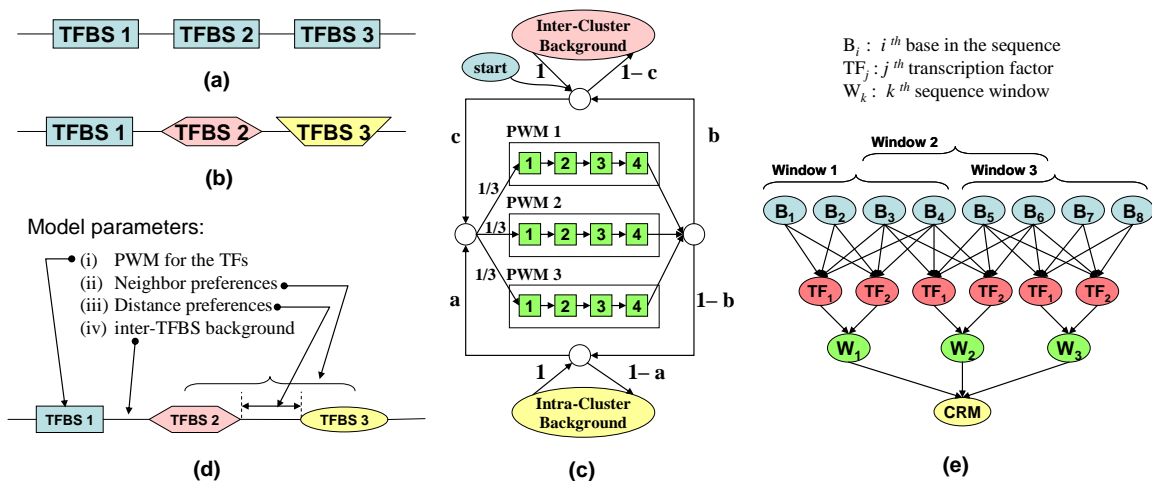 TFBS 1 TFBS 2 TFBS 3
(a)
TFBS 1 TFBS 2 TFBS 3
(b)
Model parameters:
(i) PWM for the TFs
(ii) Neighbor preferences
(iii) Distance preferences
(iv) inter-TFBS background
TFBS 1 TFBS 2 TFBS 3
(d)
Inter-Cluster
Background
start
1
1– c
c
b
PWM 1
1 2 3 4
1/3
PWM 2
1 2 3 4
1/3
PWM 3
1 2 3 4
1/3
a
1– b
1
1– a
Intra-Cluster
Background
(c)
B i : i th base in the sequence
TF j : j th transcription factor
W k : k th sequence window
Window 2
Window 1 Window 3
B1 B2 B3 B4 B5 B6 B7 B8
TF1 TF2 TF1 TF2 TF1 TF2
W1 W2 W3
CRM
(e)